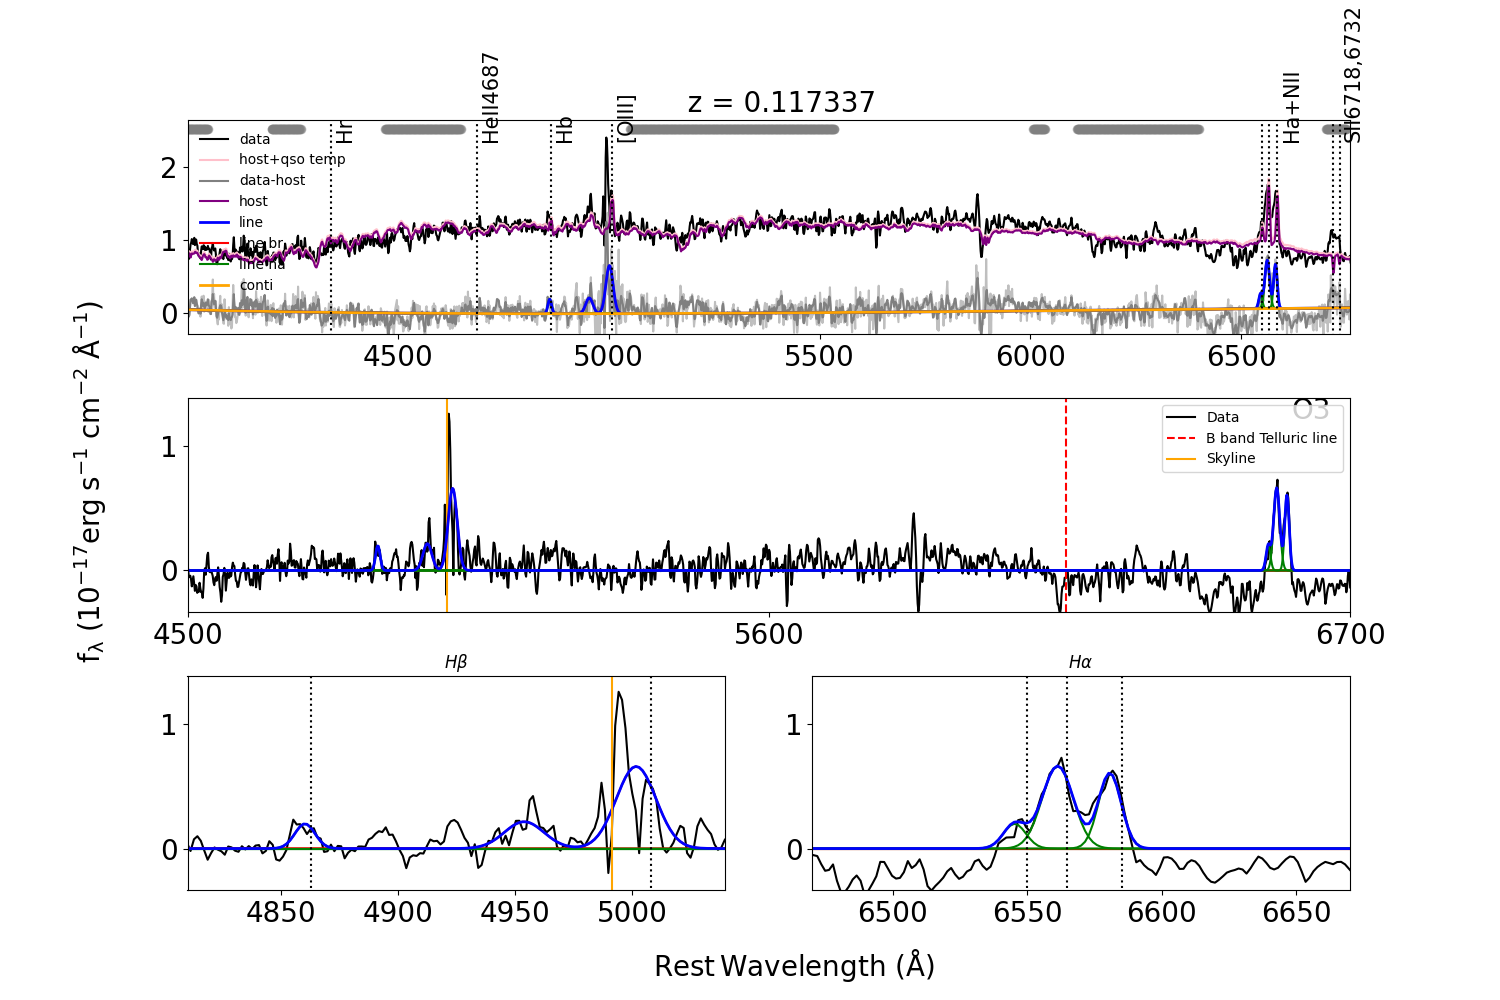 z = 0.117337
Hr
HeII4687
Hb
[OIII]
Ha+NII
SII6718,6732
data
host+qso temp
data-host
host
line
line br
line na
conti
2
1
0
4500
5000
5500
6000
6500
fλ (10−17erg s−1 cm−2 Å−1)
O3
Data
B band Telluric line
Skyline
1
0
4500
5600
6700
Hβ
1
0
4850
4900
4950
5000
Hα
1
0
6500
6550
6600
6650
Rest Wavelength (Å)